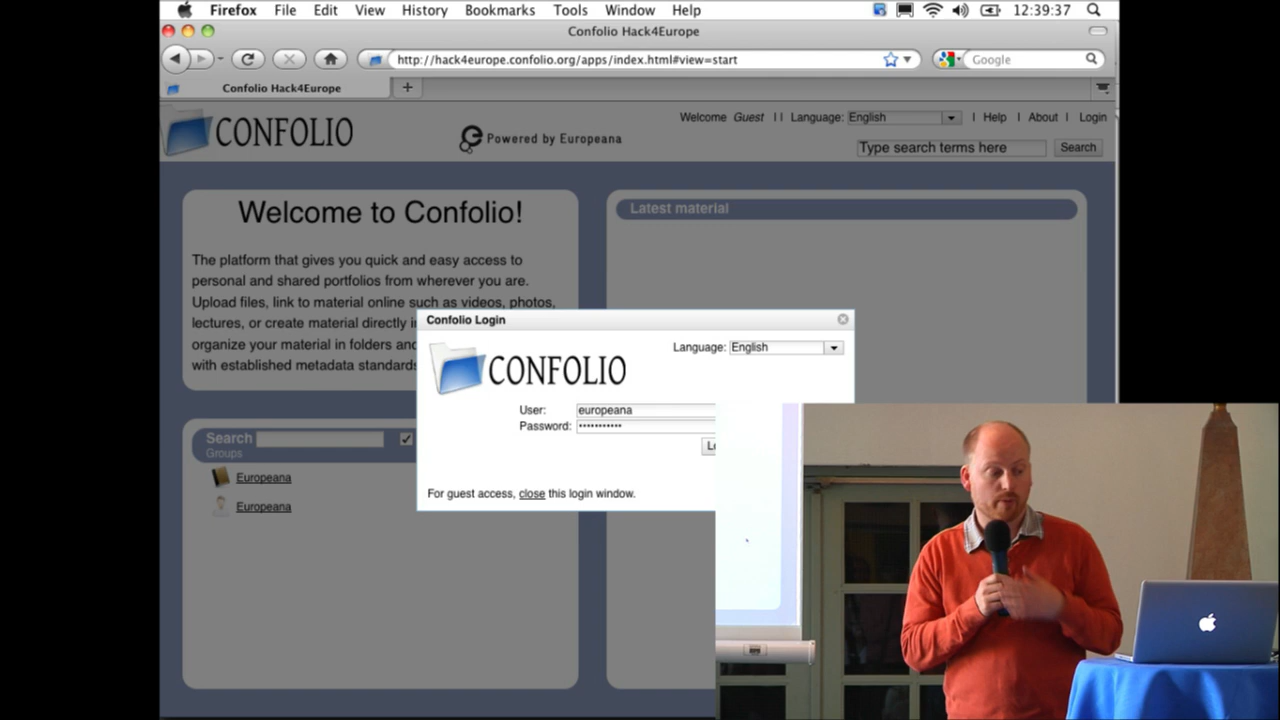 Firefox File Edit View History Bookmarks Tools Window Help 12:39:37
Confolio Hack4Europe
http://hack4europe.confolio.org/apps/index.html#view=start
Google
Confolio Hack4Europe
CONFOLIO
Powered by Europeana
Welcome Guest | | Language: English | Help | About | Login
Type search terms here Search
Welcome to Confolio!
The platform that gives you quick and easy access to
personal and shared portfolios from wherever you are.
Upload files, link to material online such as videos, photos,
lectures, or create material directly
organize your material in folders and
with established metadata standards
Latest material
Confolio Login
Language: English
CONFOLIO
User: europeana
Password: •••••••••••
For guest access, close this login window.
Search
Groups
Europeana
Europeana